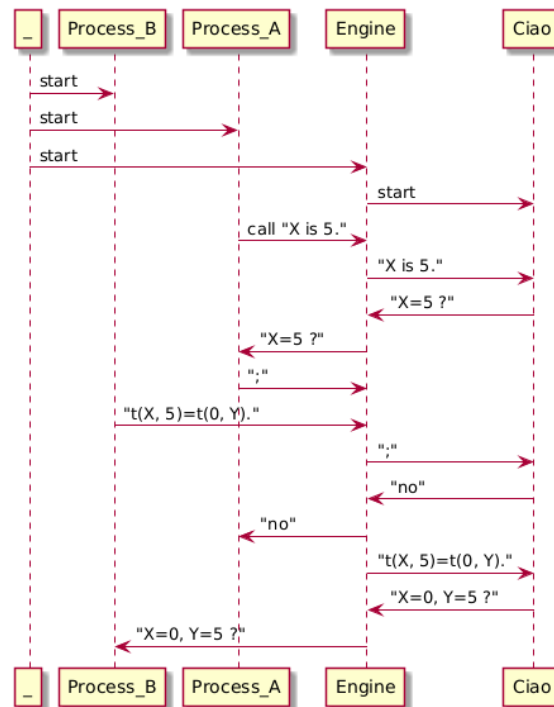 _ Process_B Process_A Engine Ciao
start
start
start
start
call "X is 5."
"X is 5."
"X=5 ?"
"X=5 ?"
";"
"t(X, 5)=t(0, Y)."
";"
"no"
"no"
"t(X, 5)=t(0, Y)."
"X=0, Y=5 ?"
"X=0, Y=5 ?"
_ Process_B Process_A Engine Ciao